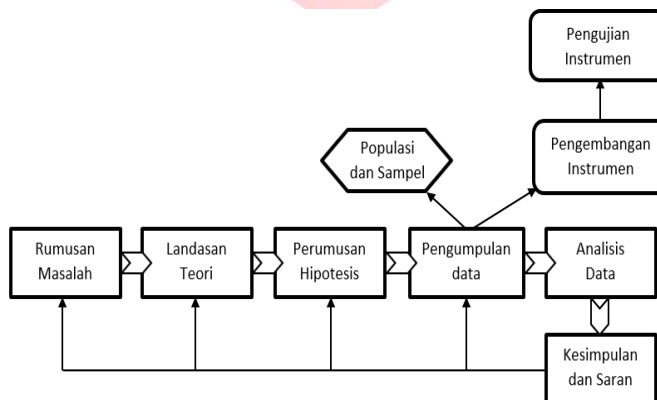 Pengujian
Instrumen
Populasi
dan Sampel
Pengembangan
Instrumen
Rumusan
Masalah
Landasan
Teori
Perumusan
Hipotesis
Pengumpulan
data
Analisis
Data
Kesimpulan
dan Saran